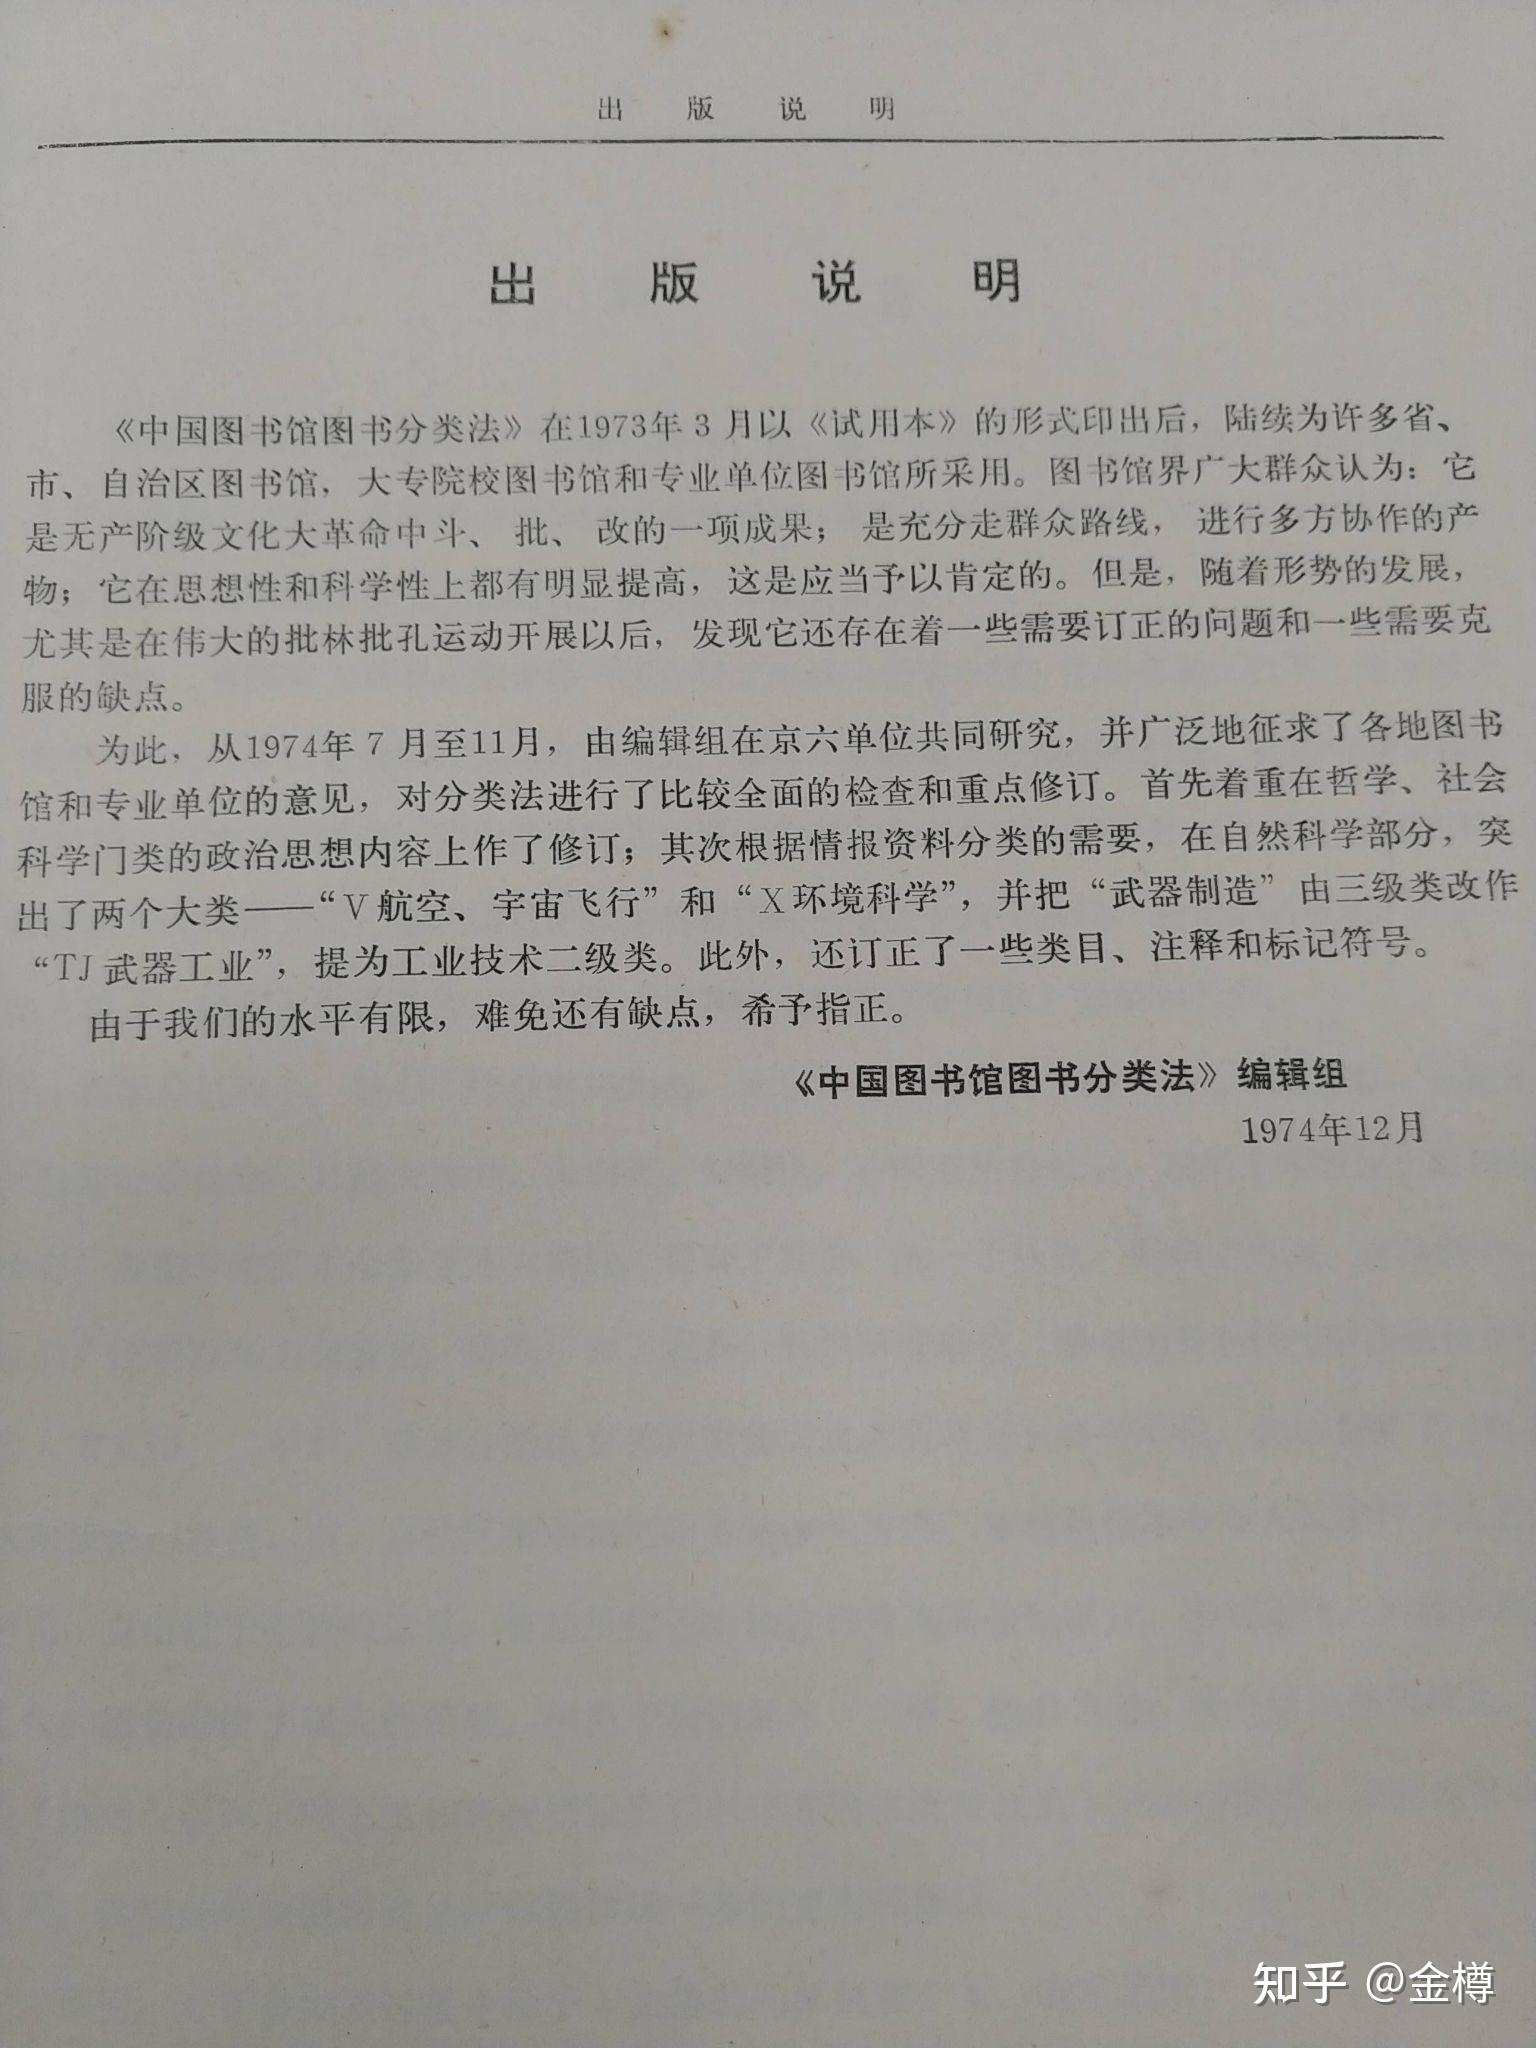 出 版 说 明
出 版 说 明
《中国图书馆图书分类法》在1973年3月以《试用本》的形式印出后，陆续为许多省、
市、自治区图书馆，大专院校图书馆和专业单位图书馆所采用。图书馆界广大群众认为：它
是无产阶级文化大革命中斗、批、改的一项成果；是充分走群众路线，进行多方协作的产
物；它在思想性和科学性上都有明显提高，这是应当予以肯定的。但是，随着形势的发展，
尤其是在伟大的批林批孔运动开展以后，发现它还存在着一些需要订正的问题和一些需要克
服的缺点。
为此，从1974年7月至11月，由编辑组在京六单位共同研究，并广泛地征求了各地图书
馆和专业单位的意见，对分类法进行了比较全面的检查和重点修订。首先着重在哲学、社会
科学门类的政治思想内容上作了修订；其次根据情报资料分类的需要，在自然科学部分，突
出了两个大类——“V航空、宇宙飞行”和“X环境科学”，并把“武器制造”由三级类改作
“TJ武器工业”，提为工业技术二级类。此外，还订正了一些类目、注释和标记符号。
由于我们的水平有限，难免还有缺点，希予指正。
《中国图书馆图书分类法》编辑组
1974年12月
知乎 @金樽